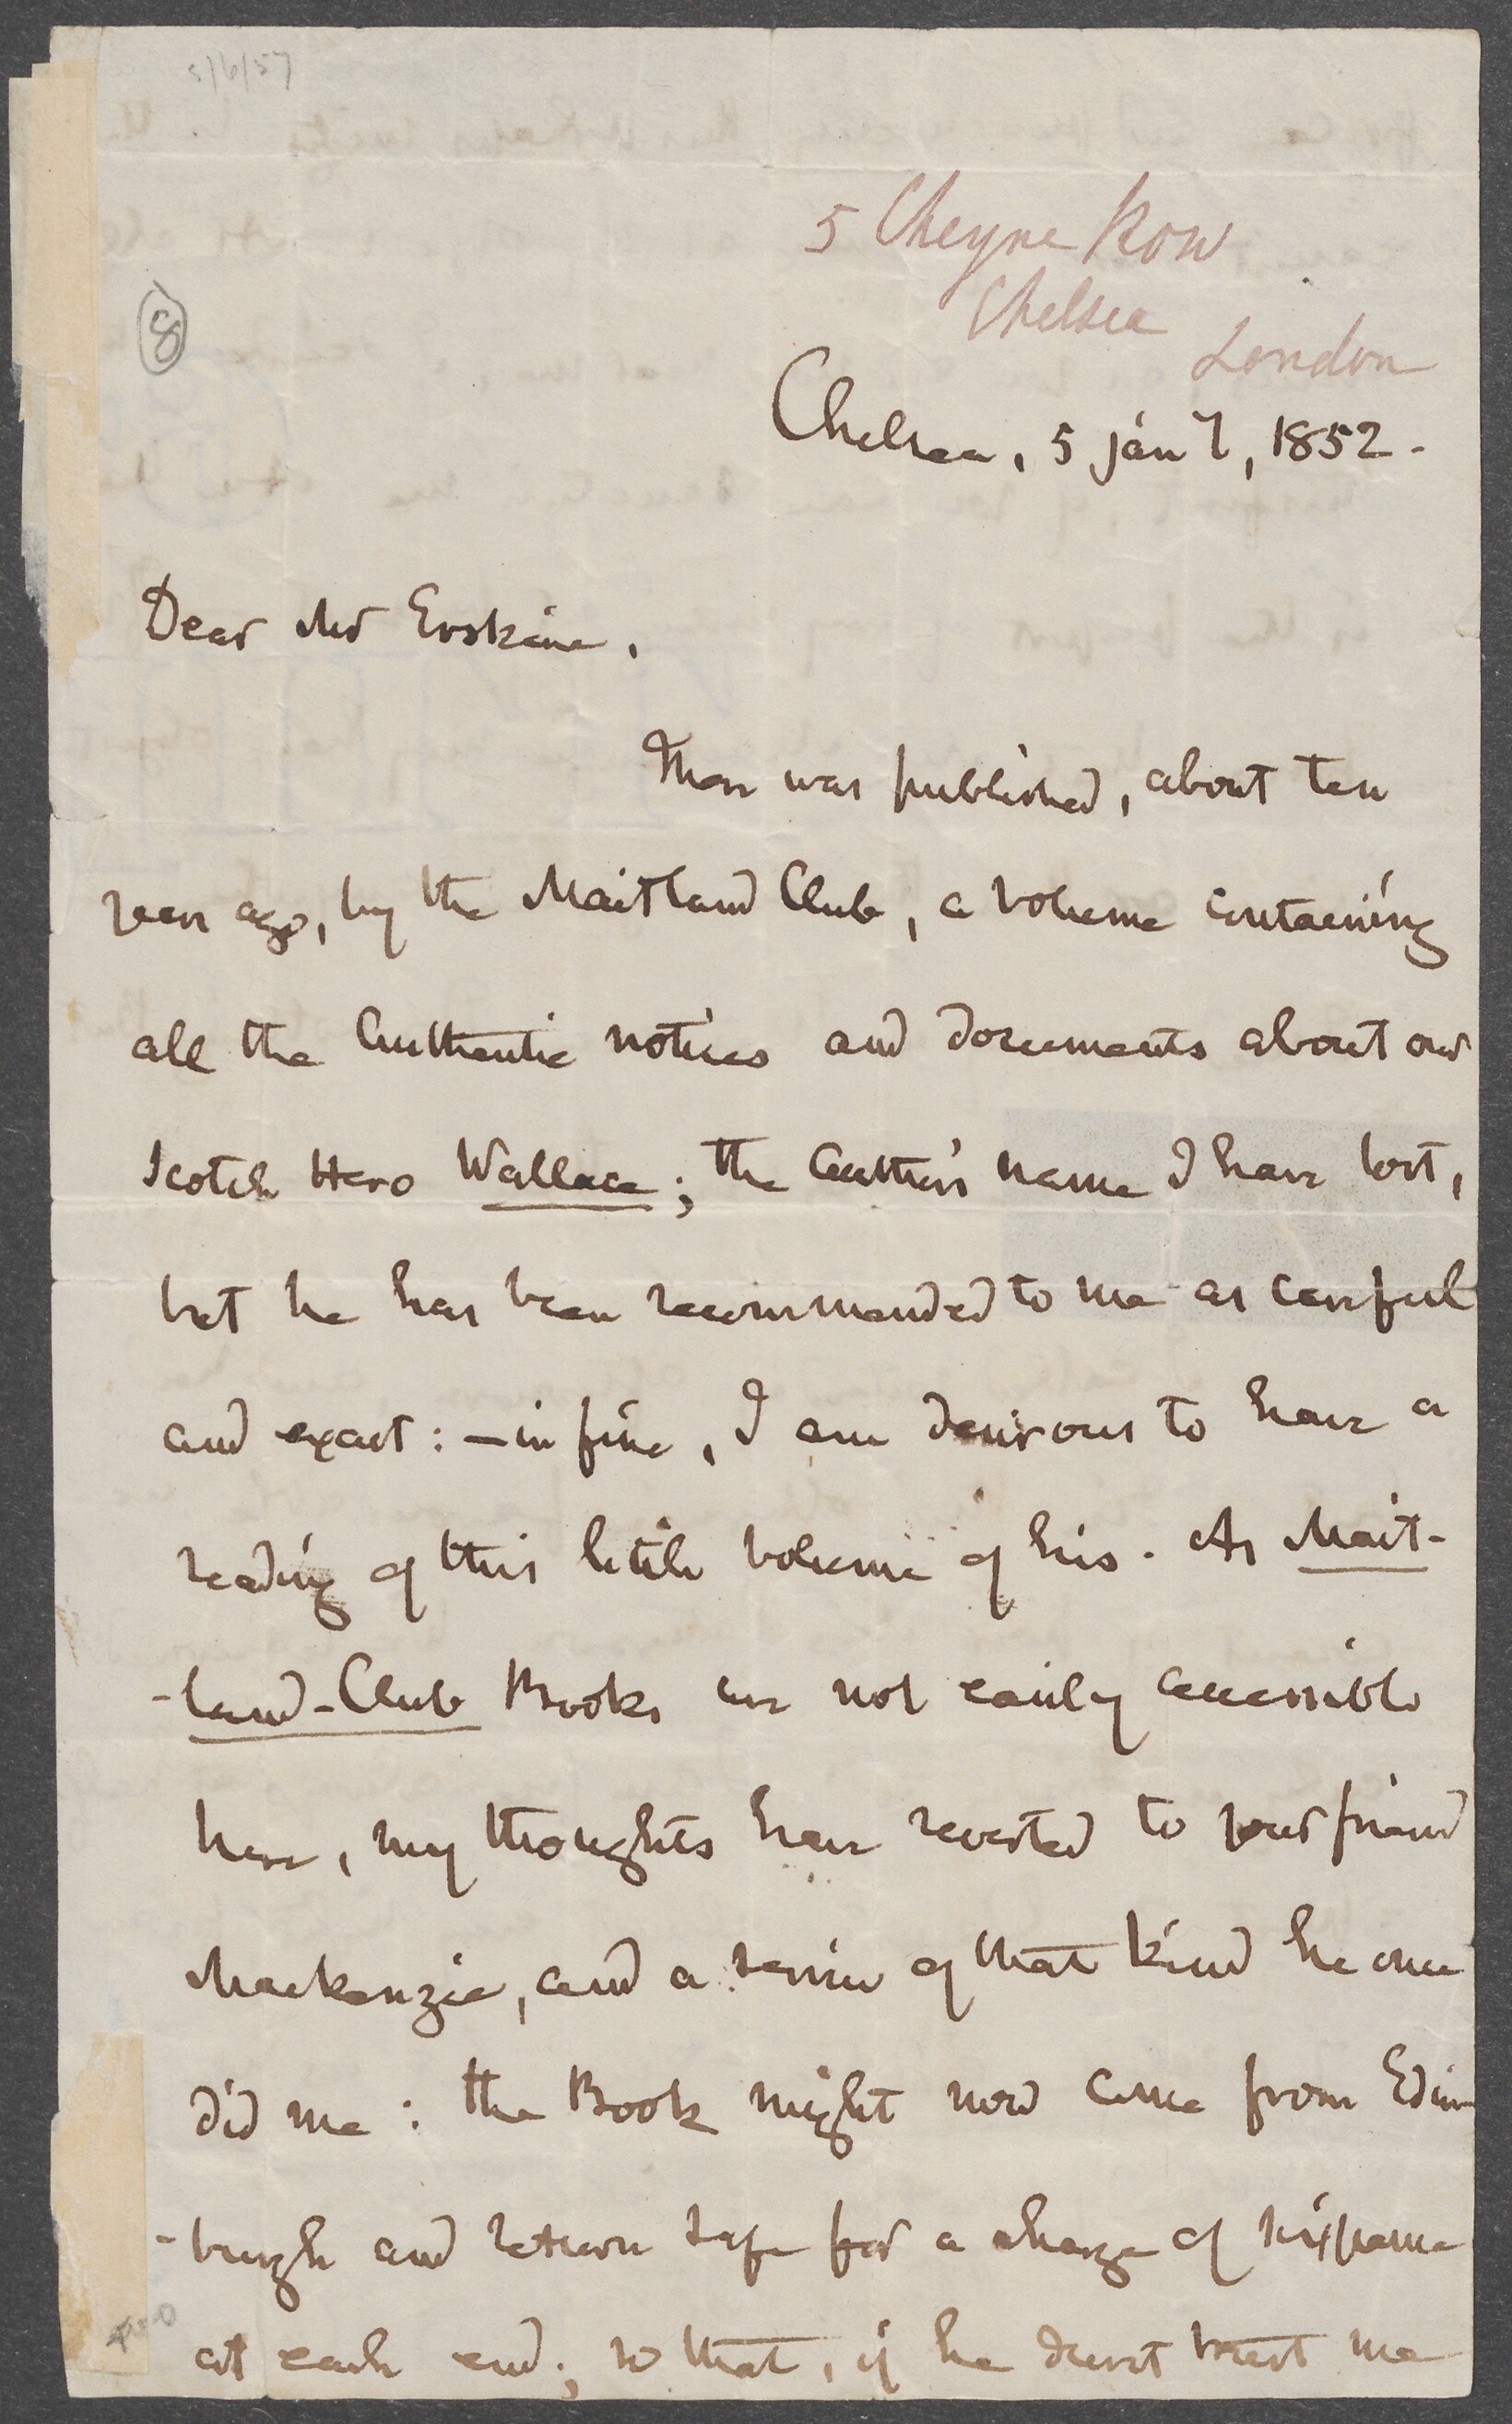 5/6/57
5 Cheyne Row
Chelsea
London
8
Chelsea, 5 jany, 1852.
Dear Mr Erskine,
There was published, about ten
years ago, by the Maitland Club, a volume containing
all the authentic notices and documents about our
Scotch Hero Wallace; the Author's name I have lost,
but he has been recommended to me as careful
and exact: – in fine, I am desirous to have a
reading of this little volume of his. As Mait-
-land-Club Books are not easily accessible
here, my thoughts have reverted to your friend
Mackenzie, and a service of that kind he once
did me: the Book might now come from Edin
-burgh and return safe for a charge of sixpence
at each end; so that, if he durst trust me